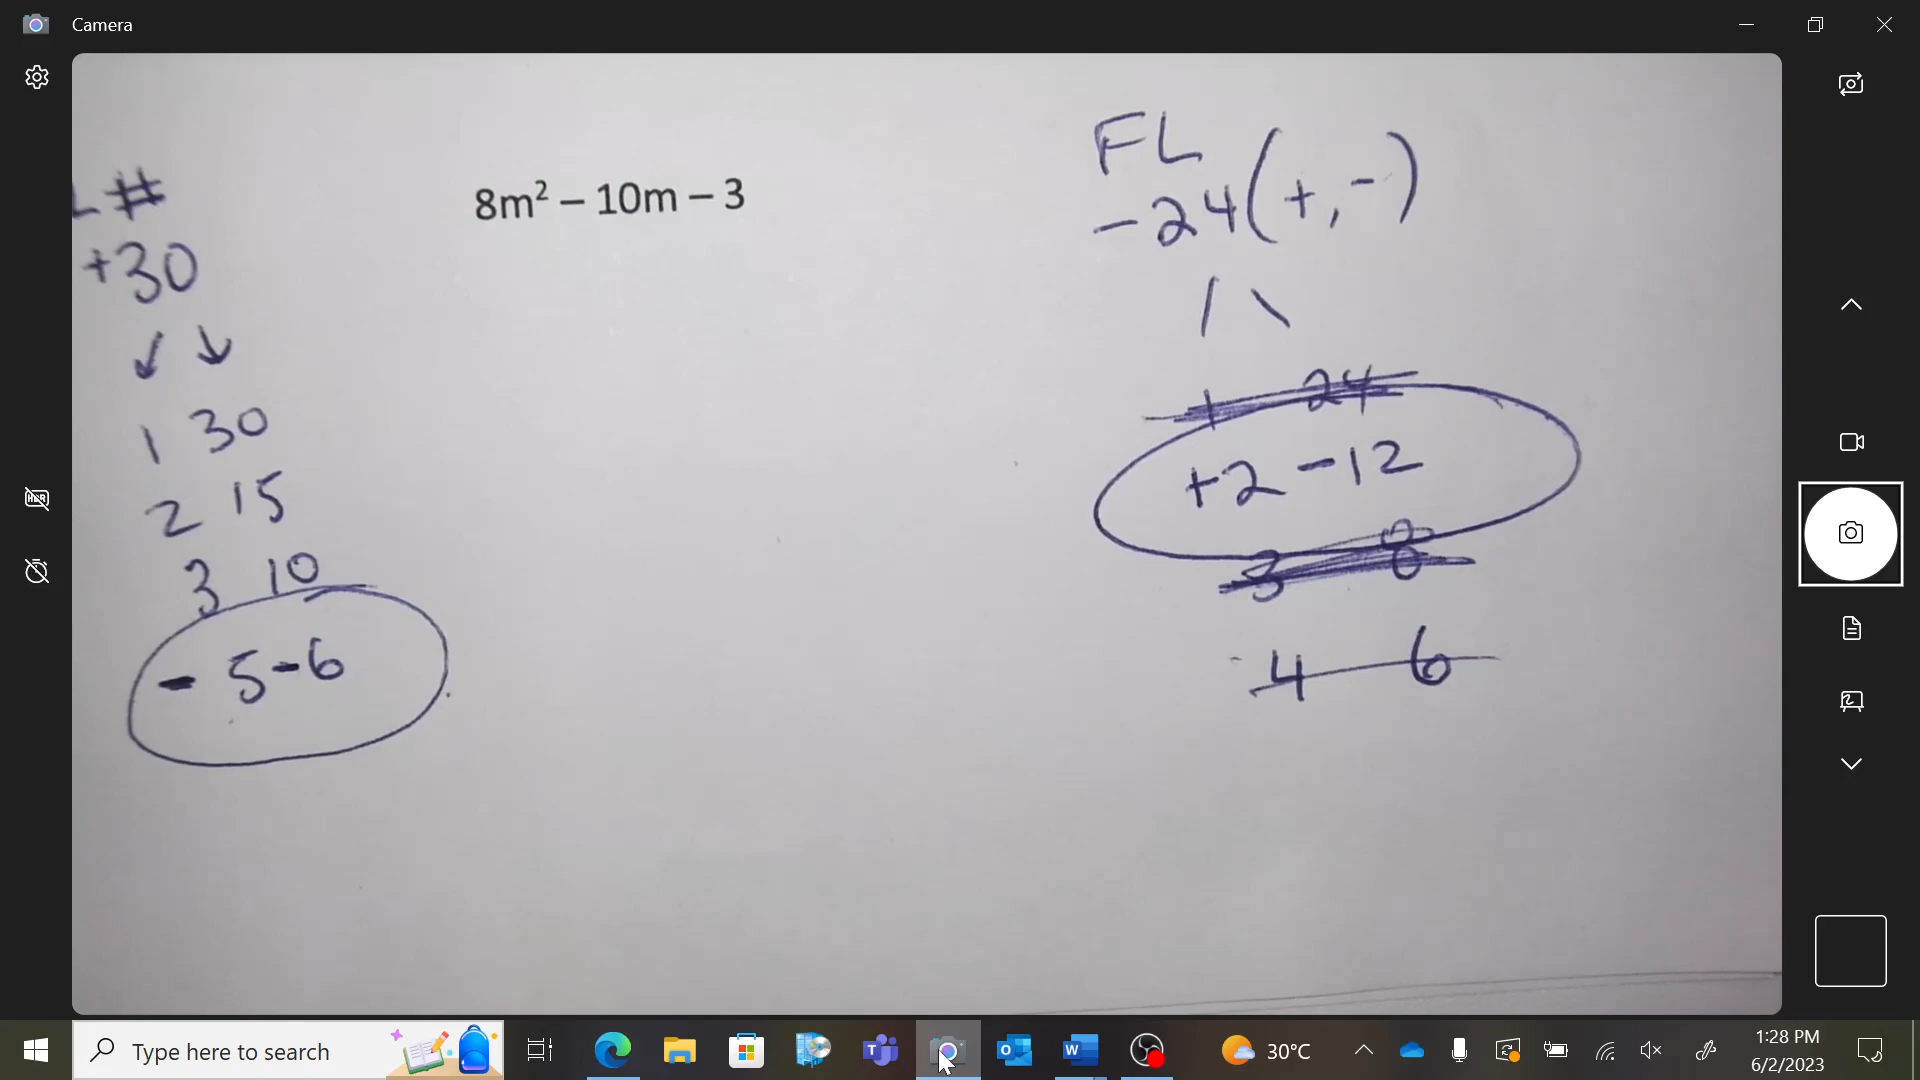 Camera
L #
+30
1 30
2 15
3 10
- 5 - 6
8m² – 10m – 3
FL
-24 (+, -)
1 24
+2 -12
3 8
4 6
Type here to search
30°C
1:28 PM
6/2/2023